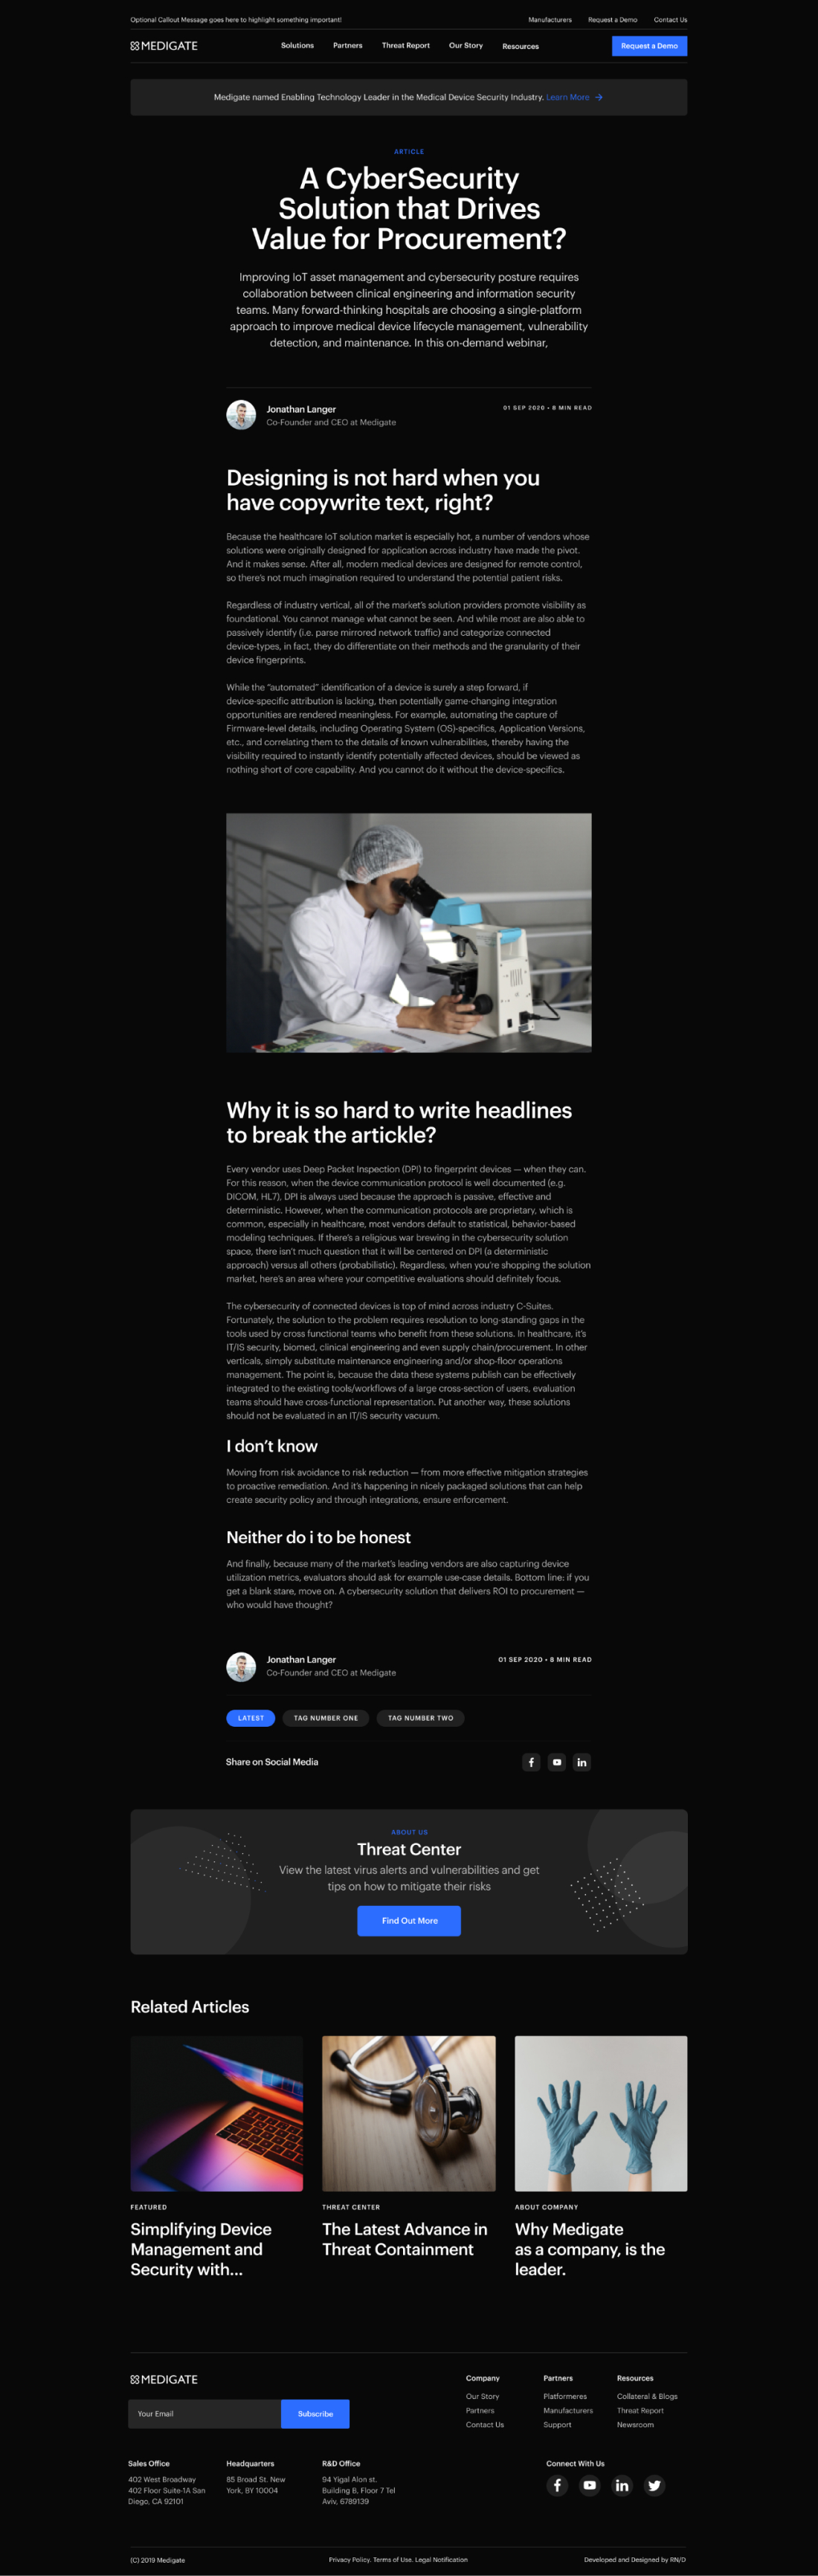 Optional Callout Message goes here to highlight something important!
Manufacturers Request a Demo Contact Us
MEDIGATE
Solutions Partners Threat Report Our Story Resources
Request a Demo
Medigate named Enabling Technology Leader in the Medical Device Security Industry. Learn More →
ARTICLE
A CyberSecurity
Solution that Drives
Value for Procurement?
Improving IoT asset management and cybersecurity posture requires
collaboration between clinical engineering and information security
teams. Many forward-thinking hospitals are choosing a single-platform
approach to improve medical device lifecycle management, vulnerability
detection, and maintenance. In this on-demand webinar,
Jonathan Langer
Co-Founder and CEO at Medigate
01 SEP 2020 • 8 MIN READ
Designing is not hard when you
have copywrite text, right?
Because the healthcare IoT solution market is especially hot, a number of vendors whose
solutions were originally designed for application across industry have made the pivot.
And it makes sense. After all, modern medical devices are designed for remote control,
so there's not much imagination required to understand the potential patient risks.
Regardless of industry vertical, all of the market's solution providers promote visibility as
foundational. You cannot manage what cannot be seen. And while most are also able to
passively identify (i.e. parse mirrored network traffic) and categorize connected
device-types, in fact, they do differentiate on their methods and the granularity of their
device fingerprints.
While the "automated" identification of a device is surely a step forward, if
device-specific attribution is lacking, then potentially game-changing integration
opportunities are rendered meaningless. For example, automating the capture of
Firmware-level details, including Operating System (OS)-specifics, Application Versions,
etc., and correlating them to the details of known vulnerabilities, thereby having the
visibility required to instantly identify potentially affected devices, should be viewed as
nothing short of core capability. And you cannot do it without the device-specifics.
Why it is so hard to write headlines
to break the artickle?
Every vendor uses Deep Packet Inspection (DPI) to fingerprint devices — when they can.
For this reason, when the device communication protocol is well documented (e.g.
DICOM, HL7), DPI is always used because the approach is passive, effective and
deterministic. However, when the communication protocols are proprietary, which is
common, especially in healthcare, most vendors default to statistical, behavior-based
modeling techniques. If there's a religious war brewing in the cybersecurity solution
space, there isn't much question that it will be centered on DPI (a deterministic
approach) versus all others (probabilistic). Regardless, when you're shopping the solution
market, here's an area where your competitive evaluations should definitely focus.
The cybersecurity of connected devices is top of mind across industry C-Suites.
Fortunately, the solution to the problem requires resolution to long-standing gaps in the
tools used by cross functional teams who benefit from these solutions. In healthcare, it's
IT/IS security, biomed, clinical engineering and even supply chain/procurement. In other
verticals, simply substitute maintenance engineering and/or shop-floor operations
management. The point is, because the data these systems publish can be effectively
integrated to the existing tools/workflows of a large cross-section of users, evaluation
teams should have cross-functional representation. Put another way, these solutions
should not be evaluated in an IT/IS security vacuum.
I don't know
Moving from risk avoidance to risk reduction — from more effective mitigation strategies
to proactive remediation. And it's happening in nicely packaged solutions that can help
create security policy and through integrations, ensure enforcement.
Neither do i to be honest
And finally, because many of the market's leading vendors are also capturing device
utilization metrics, evaluators should ask for example use-case details. Bottom line: if you
get a blank stare, move on. A cybersecurity solution that delivers ROI to procurement —
who would have thought?
Jonathan Langer
Co-Founder and CEO at Medigate
01 SEP 2020 • 8 MIN READ
LATEST TAG NUMBER ONE TAG NUMBER TWO
Share on Social Media
ABOUT US
Threat Center
View the latest virus alerts and vulnerabilities and get
tips on how to mitigate their risks
Find Out More
Related Articles
FEATURED
Simplifying Device
Management and
Security with...
THREAT CENTER
The Latest Advance in
Threat Containment
ABOUT COMPANY
Why Medigate
as a company, is the
leader.
MEDIGATE
Your Email
Subscribe
Company
Our Story
Partners
Contact Us
Partners
Platformeres
Manufacturers
Support
Resources
Collateral & Blogs
Threat Report
Newsroom
Sales Office
402 West Broadway
402 Floor Suite-1A San
Diego, CA 92101
Headquarters
85 Broad St. New
York, BY 10004
R&D Office
94 Yigal Alon st.
Building B, Floor 7 Tel
Aviv, 6789139
Connect With Us
(C) 2019 Medigate
Privacy Policy. Terms of Use. Legal Notification
Developed and Designed by RN/D